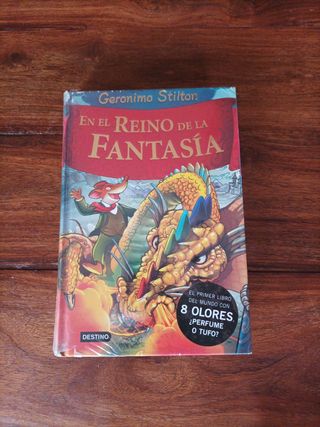 Geronimo Stilton
EN EL REINO DE LA
FANTASÍA
EL PRIMER LIBRO
DEL MUNDO CON
8 OLORES
¿PERFUME
O TUFO?
DESTINO